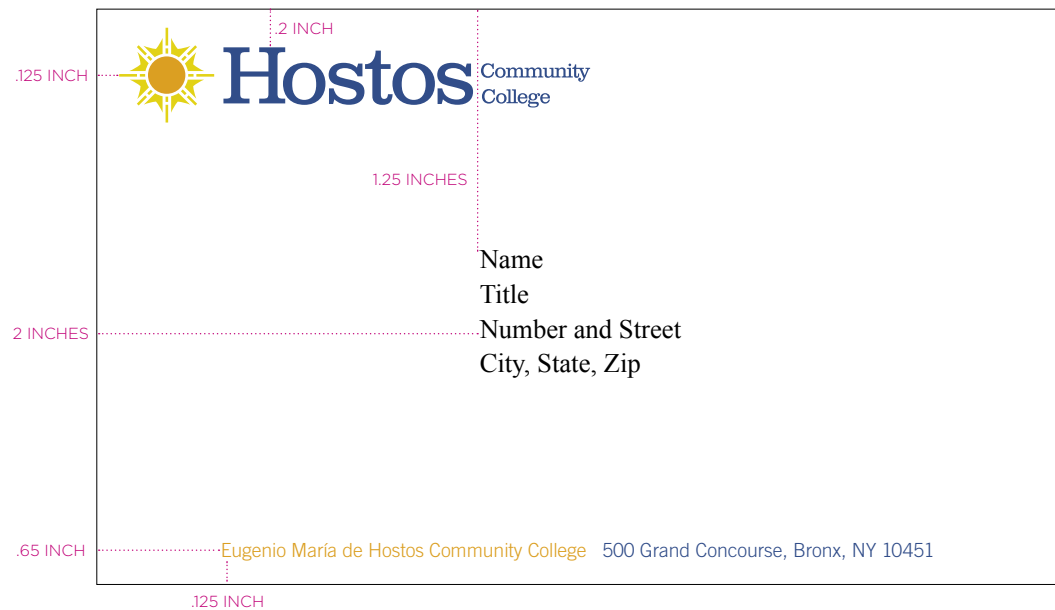 .2 INCH
.125 INCH
Hostos Community
College
1.25 INCHES
Name
Title
2 INCHES
Number and Street
City, State, Zip
.65 INCH
Eugenio María de Hostos Community College 500 Grand Concourse, Bronx, NY 10451
.125 INCH